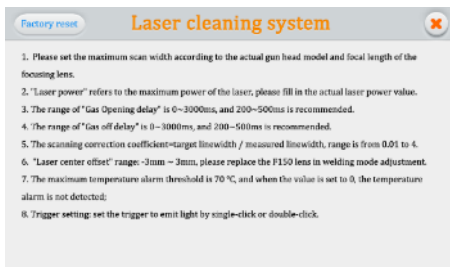 Factory reset
Laser cleaning system
1. Please set the maximum scan width according to the actual gun head model and focal length of the
focusing lens.
2. "Laser power" refers to the maximum power of the laser, please fill in the actual laser power value.
3. The range of "Gas Opening delay" is 0~3000ms, and 200~500ms is recommended.
4. The range of "Gas off delay" is 0~3000ms, and 200~500ms is recommended.
5. The scanning correction coefficient=target linewidth / measured linewidth, range is from 0.01 to 4.
6. "Laser center offset" range: -3mm ~ 3mm, please replace the F150 lens in welding mode adjustment.
7. The maximum temperature alarm threshold is 70 ℃, and when the value is set to 0, the temperature
alarm is not detected;
8. Trigger setting: set the trigger to emit light by single-click or double-click.